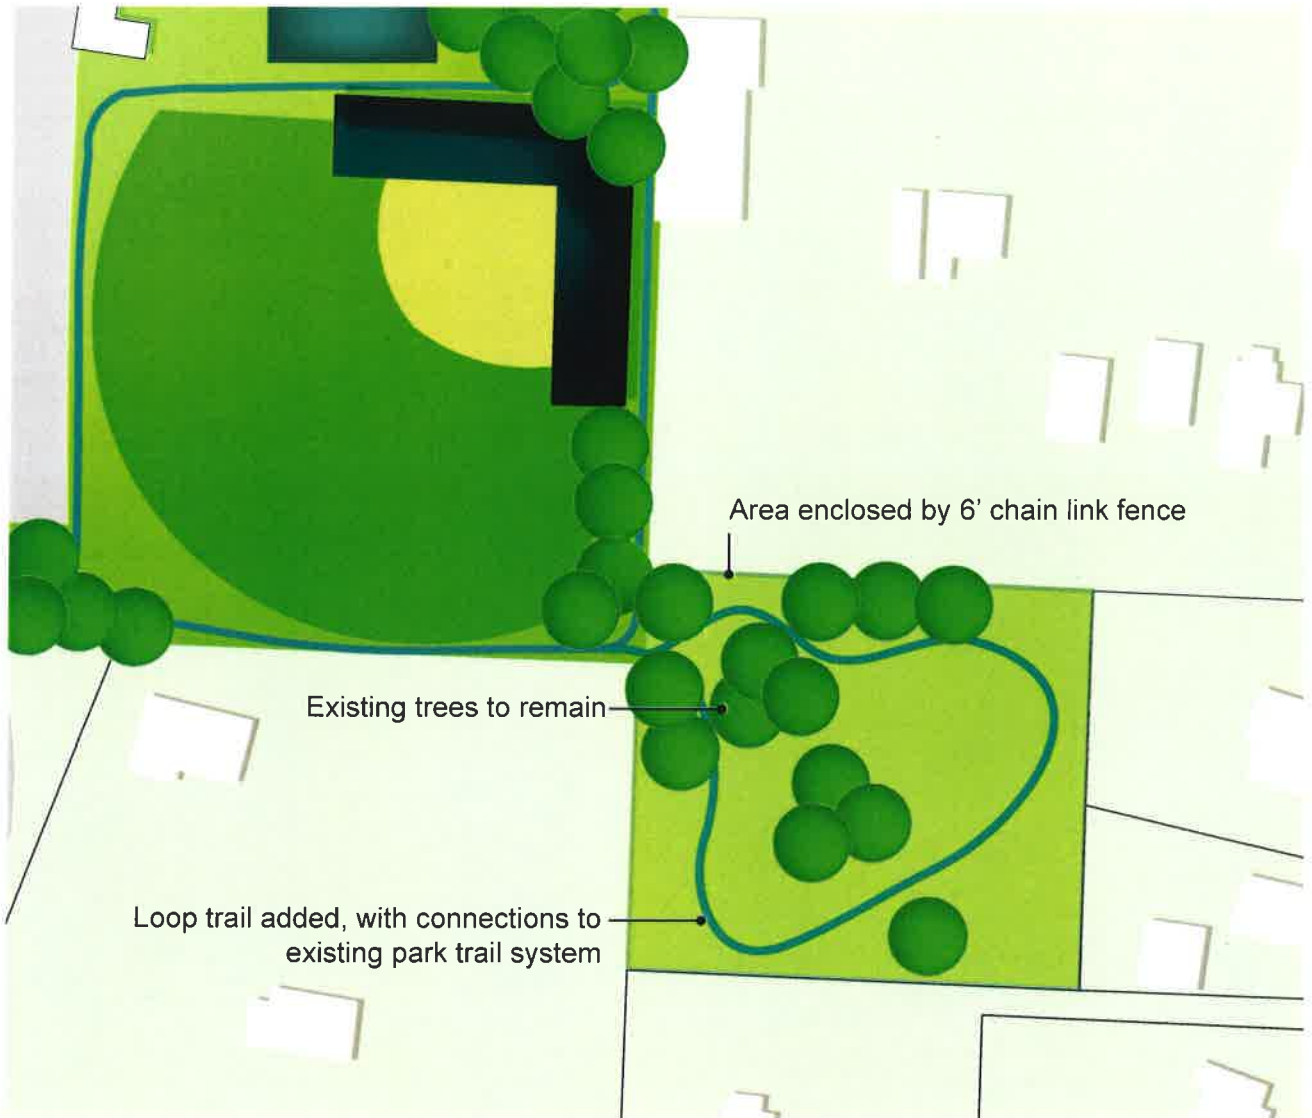 Area enclosed by 6’ chain link fence
Existing trees to remain
Loop trail added, with connections to
existing park trail system